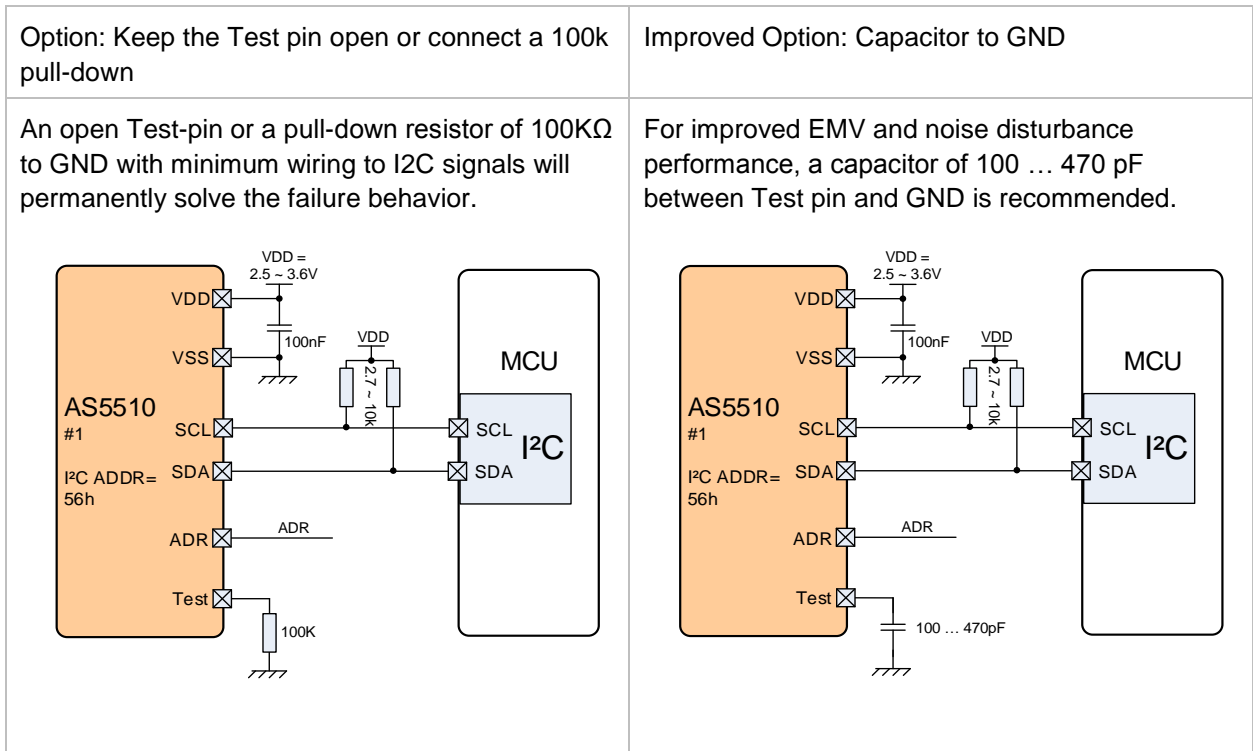 Option: Keep the Test pin open or connect a 100k
pull-down
Improved Option: Capacitor to GND
An open Test-pin or a pull-down resistor of 100KΩ
to GND with minimum wiring to I2C signals will
permanently solve the failure behavior.
For improved EMV and noise disturbance
performance, a capacitor of 100 … 470 pF
between Test pin and GND is recommended.
VDD =
2.5 ~ 3.6V
VDD
100nF
VDD
VSS
2.7 ~ 10k
MCU
AS5510
#1
SCL
SCL
I²C
I²C ADDR=
56h
SDA
SDA
ADR
ADR
Test
100K
VDD =
2.5 ~ 3.6V
VDD
100nF
VDD
VSS
2.7 ~ 10k
MCU
AS5510
#1
SCL
SCL
I²C
I²C ADDR=
56h
SDA
SDA
ADR
ADR
Test
100 … 470pF